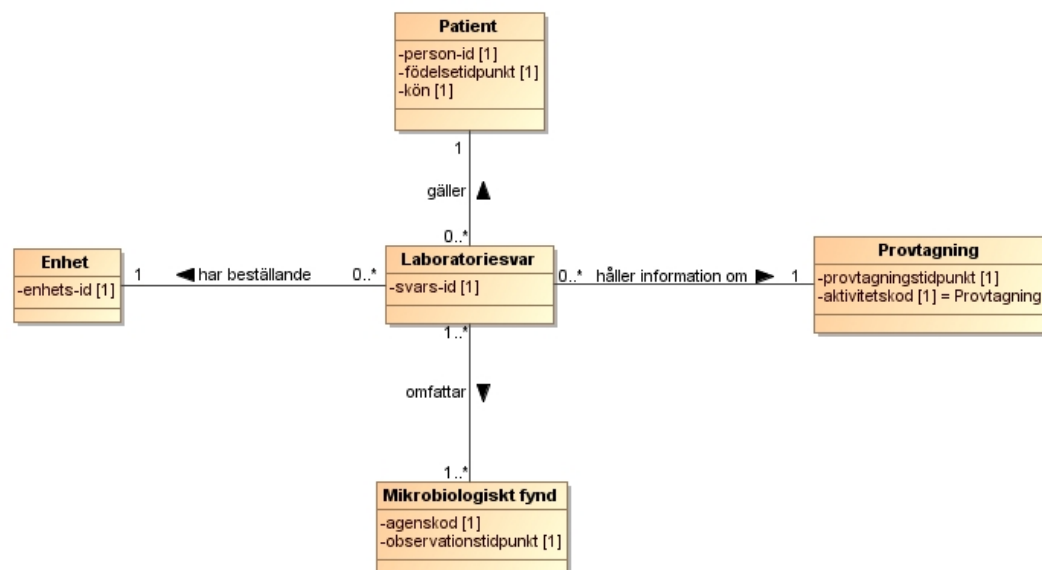 Patient
-person-id [1]
-födelsetidpunkt [1]
-kön [1]
1
gäller
0..*
Enhet
-enhets-id [1]
1
har beställande
0..*
Laboratoriesvar
-svars-id [1]
0..*
håller information om
1
Provtagning
-provtagningstidpunkt [1]
-aktivitetskod [1] = Provtagning
1..*
omfattar
1..*
Mikrobiologiskt fynd
-agenskod [1]
-observationstidpunkt [1]